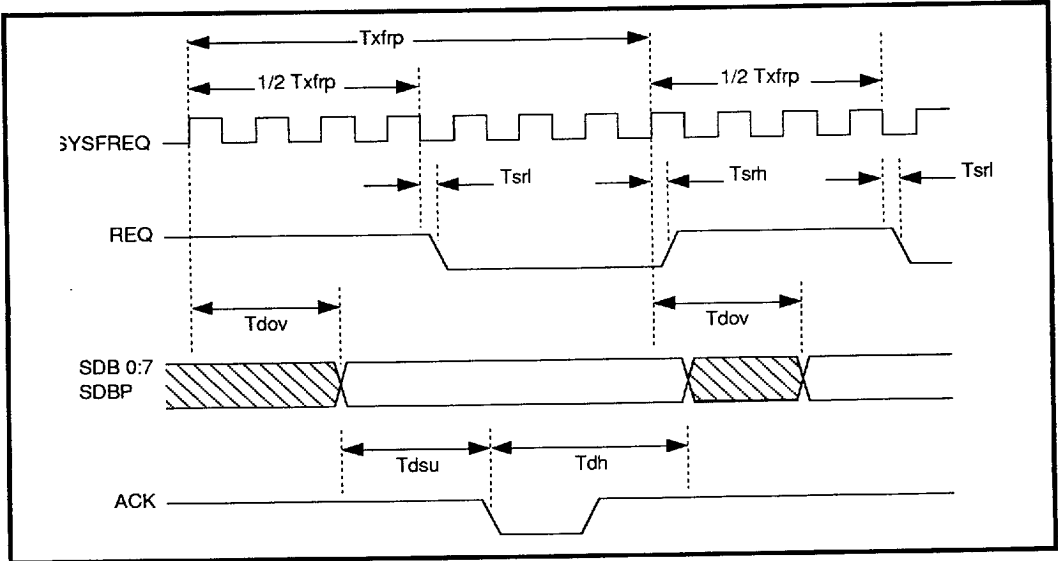 Txfrp
1/2 Txfrp
1/2 Txfrp
SYSFREQ
Tsrl
Tsrh
Tsrl
REQ
Tdov
Tdov
SDB 0:7
SDBP
Tdsu
Tdh
ACK